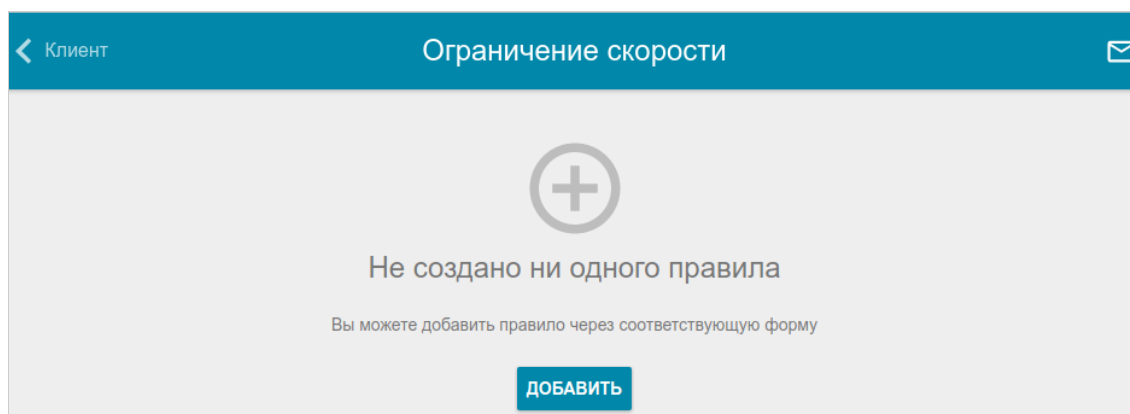 Клиент
Ограничение скорости
Не создано ни одного правила
Вы можете добавить правило через соответствующую форму
ДОБАВИТЬ